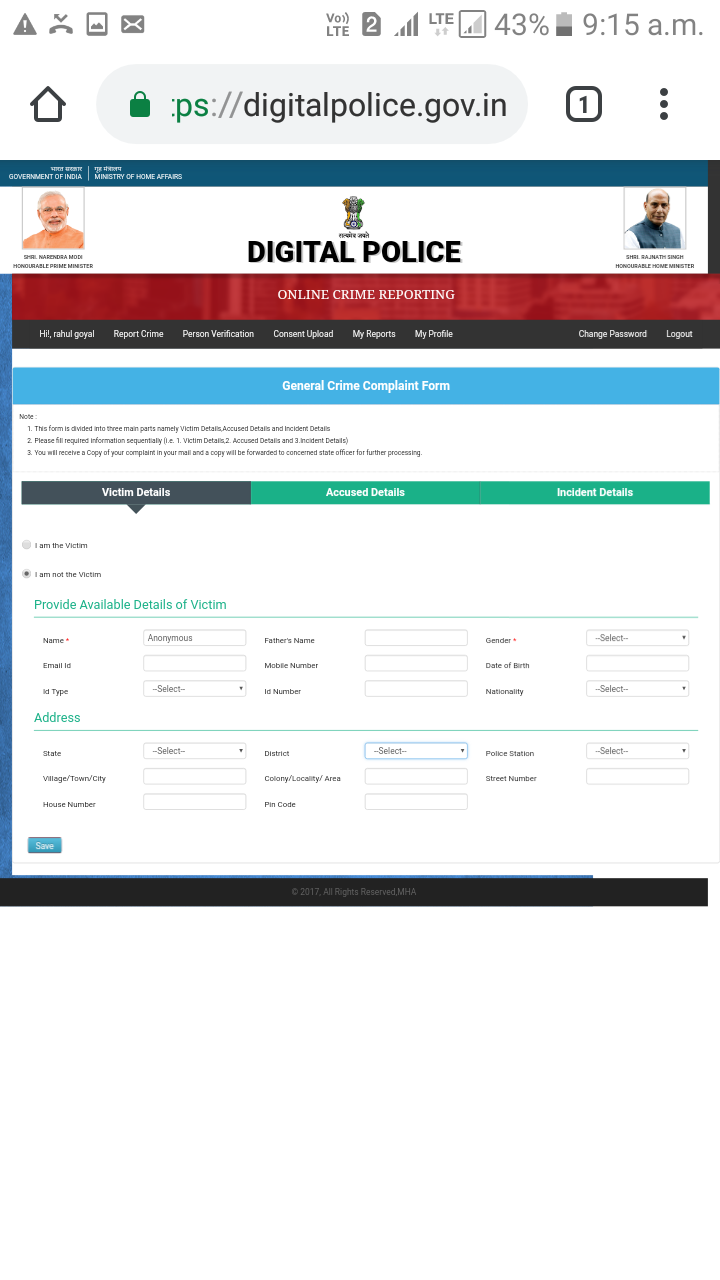 Vo)) LTE 2 LTE 43% 9:15 a.m.
:ps://digitalpolice.gov.in 1
भारत सरकार गृह मंत्रालय
GOVERNMENT OF INDIA MINISTRY OF HOME AFFAIRS
सत्यमेव जयते
DIGITAL POLICE
SHRI. NARENDRA MODI SHRI. RAJNATH SINGH
HONOURABLE PRIME MINISTER HONOURABLE HOME MINISTER
ONLINE CRIME REPORTING
Hi!, rahul goyal Report Crime Person Verification Consent Upload My Reports My Profile Change Password Logout
General Crime Complaint Form
Note :
1. This form is divided into three main parts namely Victim Details,Accused Details and Incident Details
2. Please fill required information sequentially (i.e. 1. Victim Details,2. Accused Details and 3.Incident Details)
3. You will receive a Copy of your complaint in your mail and a copy will be forwarded to concerned state officer for further processing.
Victim Details Accused Details Incident Details
I am the Victim
I am not the Victim
Provide Available Details of Victim
Name * Anonymous Father's Name Gender * --Select--
Email Id Mobile Number Date of Birth
Id Type --Select-- Id Number Nationality --Select--
Address
State --Select-- District --Select-- Police Station --Select--
Village/Town/City Colony/Locality/ Area Street Number
House Number Pin Code
Save
© 2017, All Rights Reserved,MHA